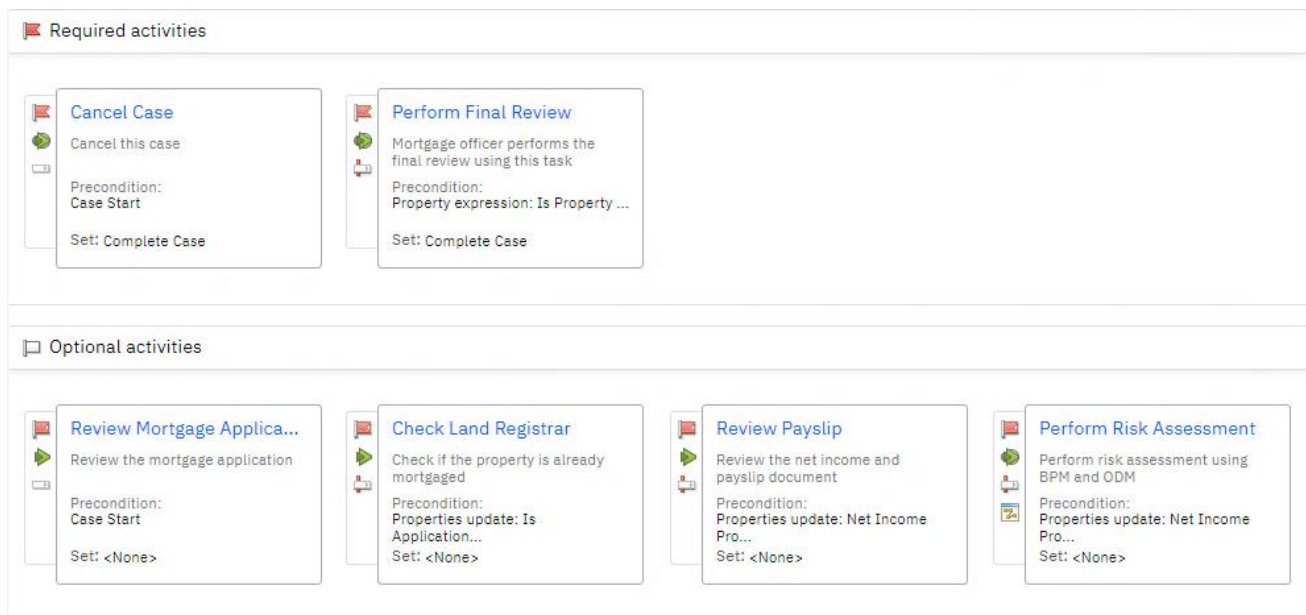 Required activities
Cancel Case
Cancel this case
Precondition:
Case Start
Set: Complete Case
Perform Final Review
Mortgage officer performs the
final review using this task
Precondition:
Property expression: Is Property ...
Set: Complete Case
Optional activities
Review Mortgage Applica...
Review the mortgage application
Precondition:
Case Start
Set: <None>
Check Land Registrar
Check if the property is already
mortgaged
Precondition:
Properties update: Is
Application...
Set: <None>
Review Payslip
Review the net income and
payslip document
Precondition:
Properties update: Net Income
Pro...
Set: <None>
Perform Risk Assessment
Perform risk assessment using
BPM and ODM
Precondition:
Properties update: Net Income
Pro...
Set: <None>